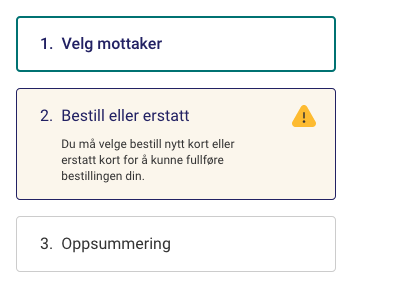 1. Velg mottaker
2. Bestill eller erstatt
Du må velge bestill nytt kort eller
erstatt kort for å kunne fullføre
bestillingen din.
3. Oppsummering